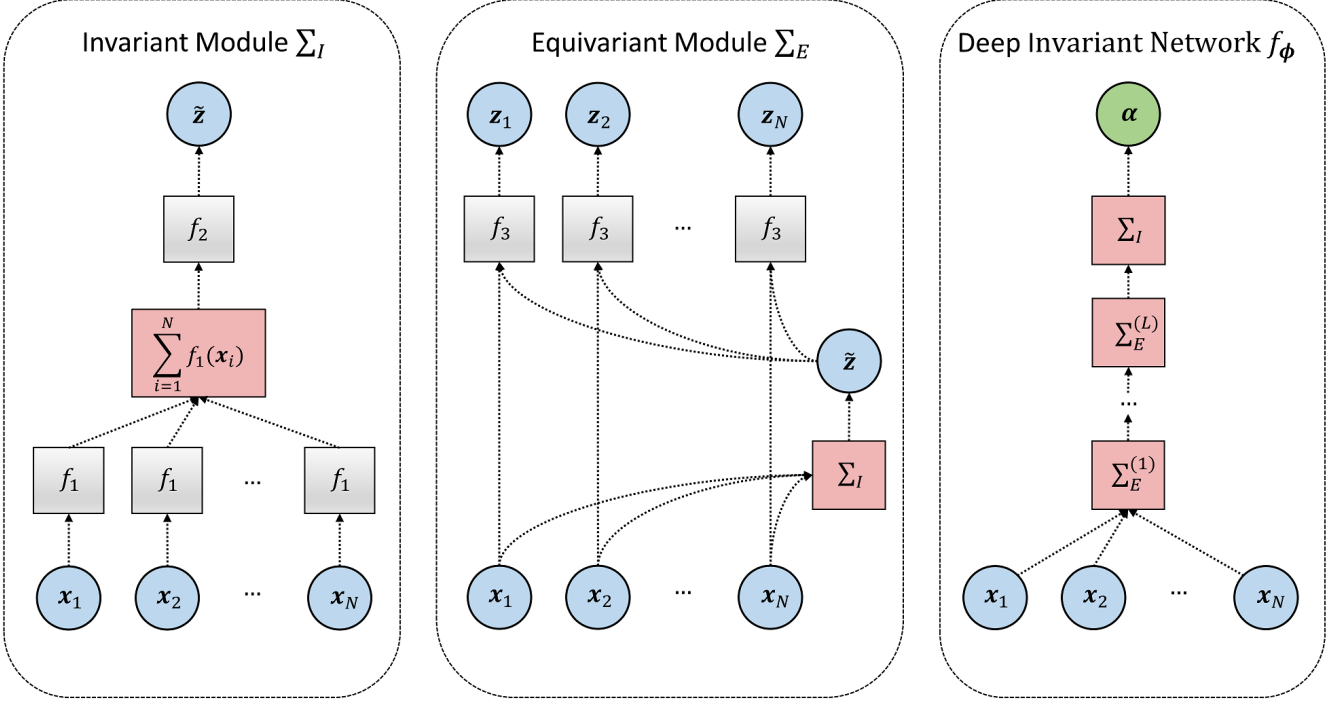 Invariant Module ∑_I
z̃
f_2
∑_{i=1}^{N} f_1(x_i)
f_1 f_1 ... f_1
x_1 x_2 ... x_N
Equivariant Module ∑_E
z_1 z_2 z_N
f_3 f_3 ... f_3
z̃
∑_I
x_1 x_2 ... x_N
Deep Invariant Network f_ϕ
α
∑_I
∑_E^{(L)}
...
∑_E^{(1)}
x_1 x_2 ... x_N